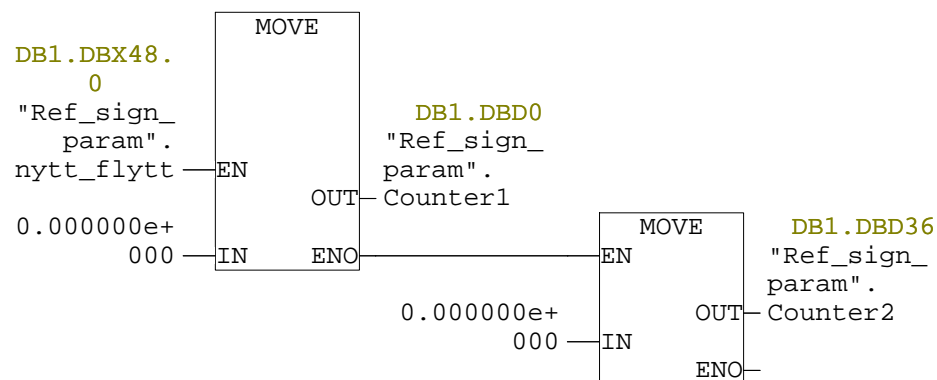 MOVE
DB1.DBX48.
0
"Ref_sign_
param".
nytt_flytt
EN
DB1.DBD0
"Ref_sign_
param".
Counter1
OUT
0.000000e+
000
IN
ENO
MOVE
EN
DB1.DBD36
"Ref_sign_
param".
Counter2
OUT
0.000000e+
000
IN
ENO